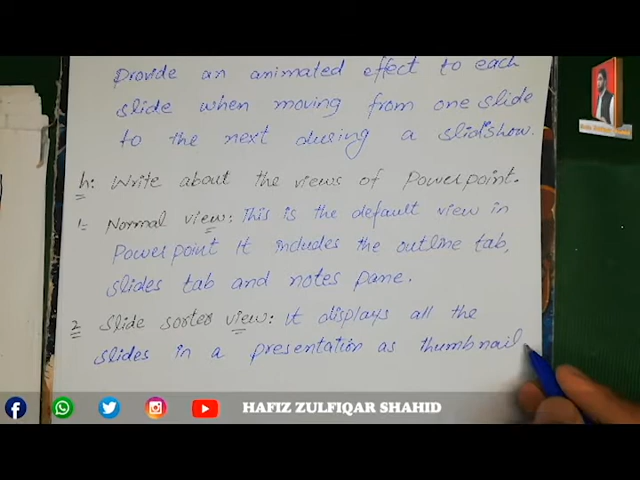 Provide an animated effect to each
slide when moving from one slide
to the next during a slidshow.
h: Write about the views of Powerpoint.
1: Normal view: This is the default view in
Powerpoint It includes the outline tab,
slides tab and notes pane.
2 Slide sorter view: It displays all the
slides in a presentation as thumbnail
HAFIZ ZULFIQAR SHAHID